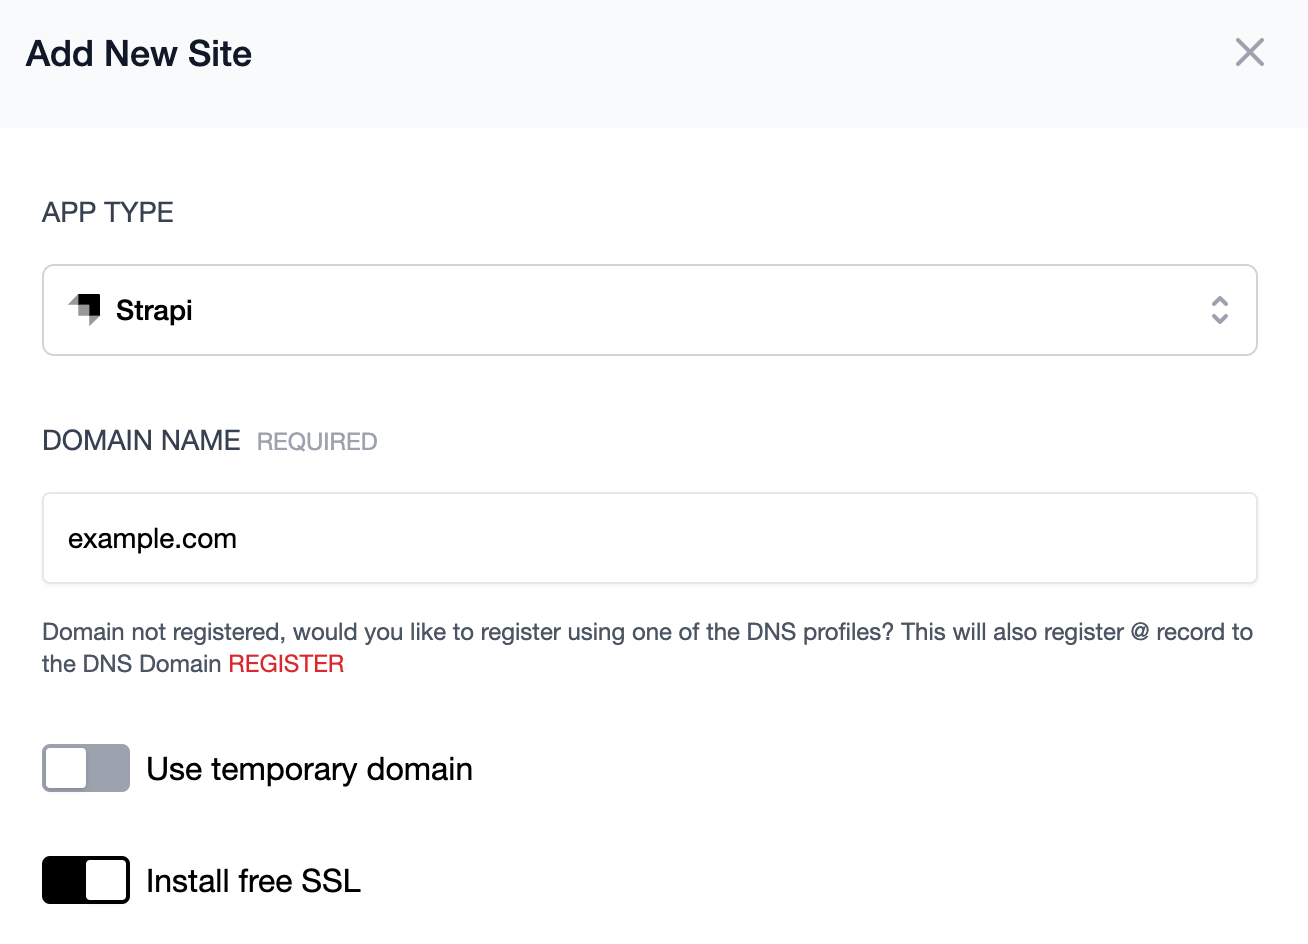 Add New Site
APP TYPE
Strapi
DOMAIN NAME REQUIRED
example.com
Domain not registered, would you like to register using one of the DNS profiles? This will also register @ record to
the DNS Domain REGISTER
Use temporary domain
Install free SSL